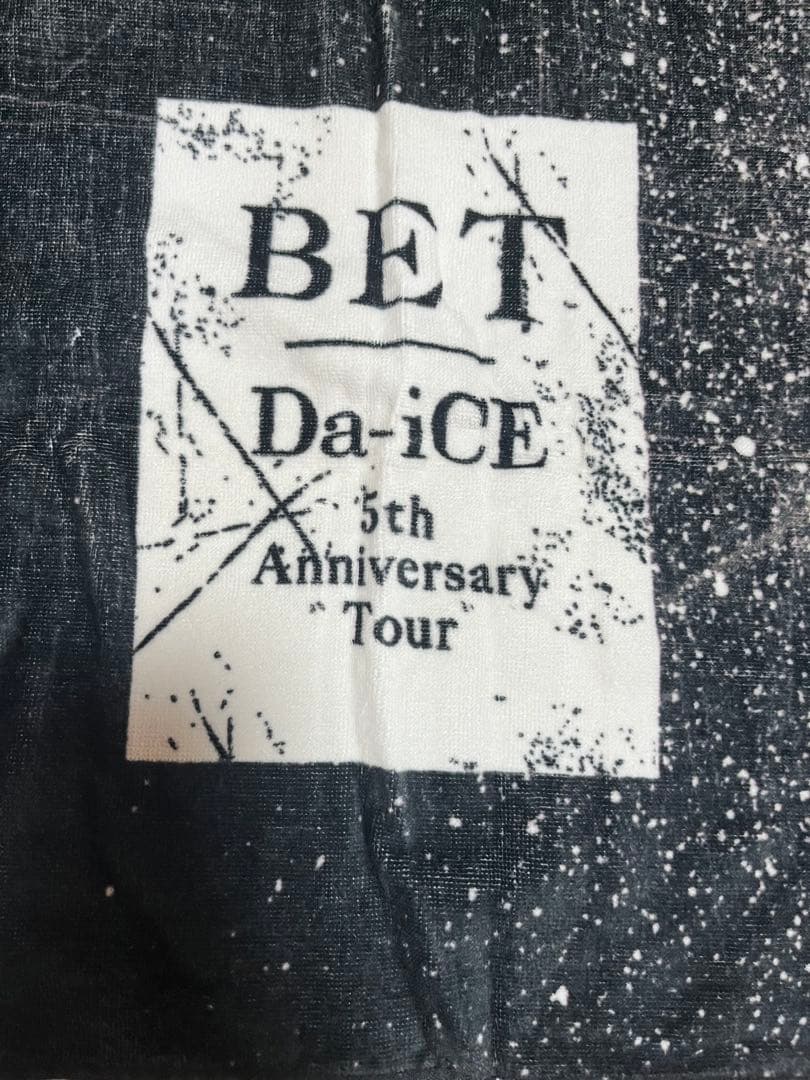 BET
Da-iCE
5th
Anniversary
"Tour"